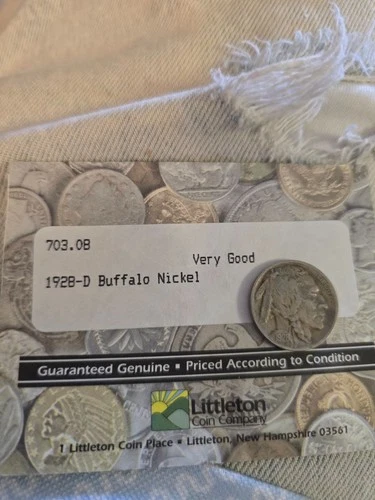 703.08
Very Good
1928-D Buffalo Nickel
Guaranteed Genuine ▪ Priced According to Condition
Littleton
Coin Company
1 Littleton Coin Place ▪ Littleton, New Hampshire 03561